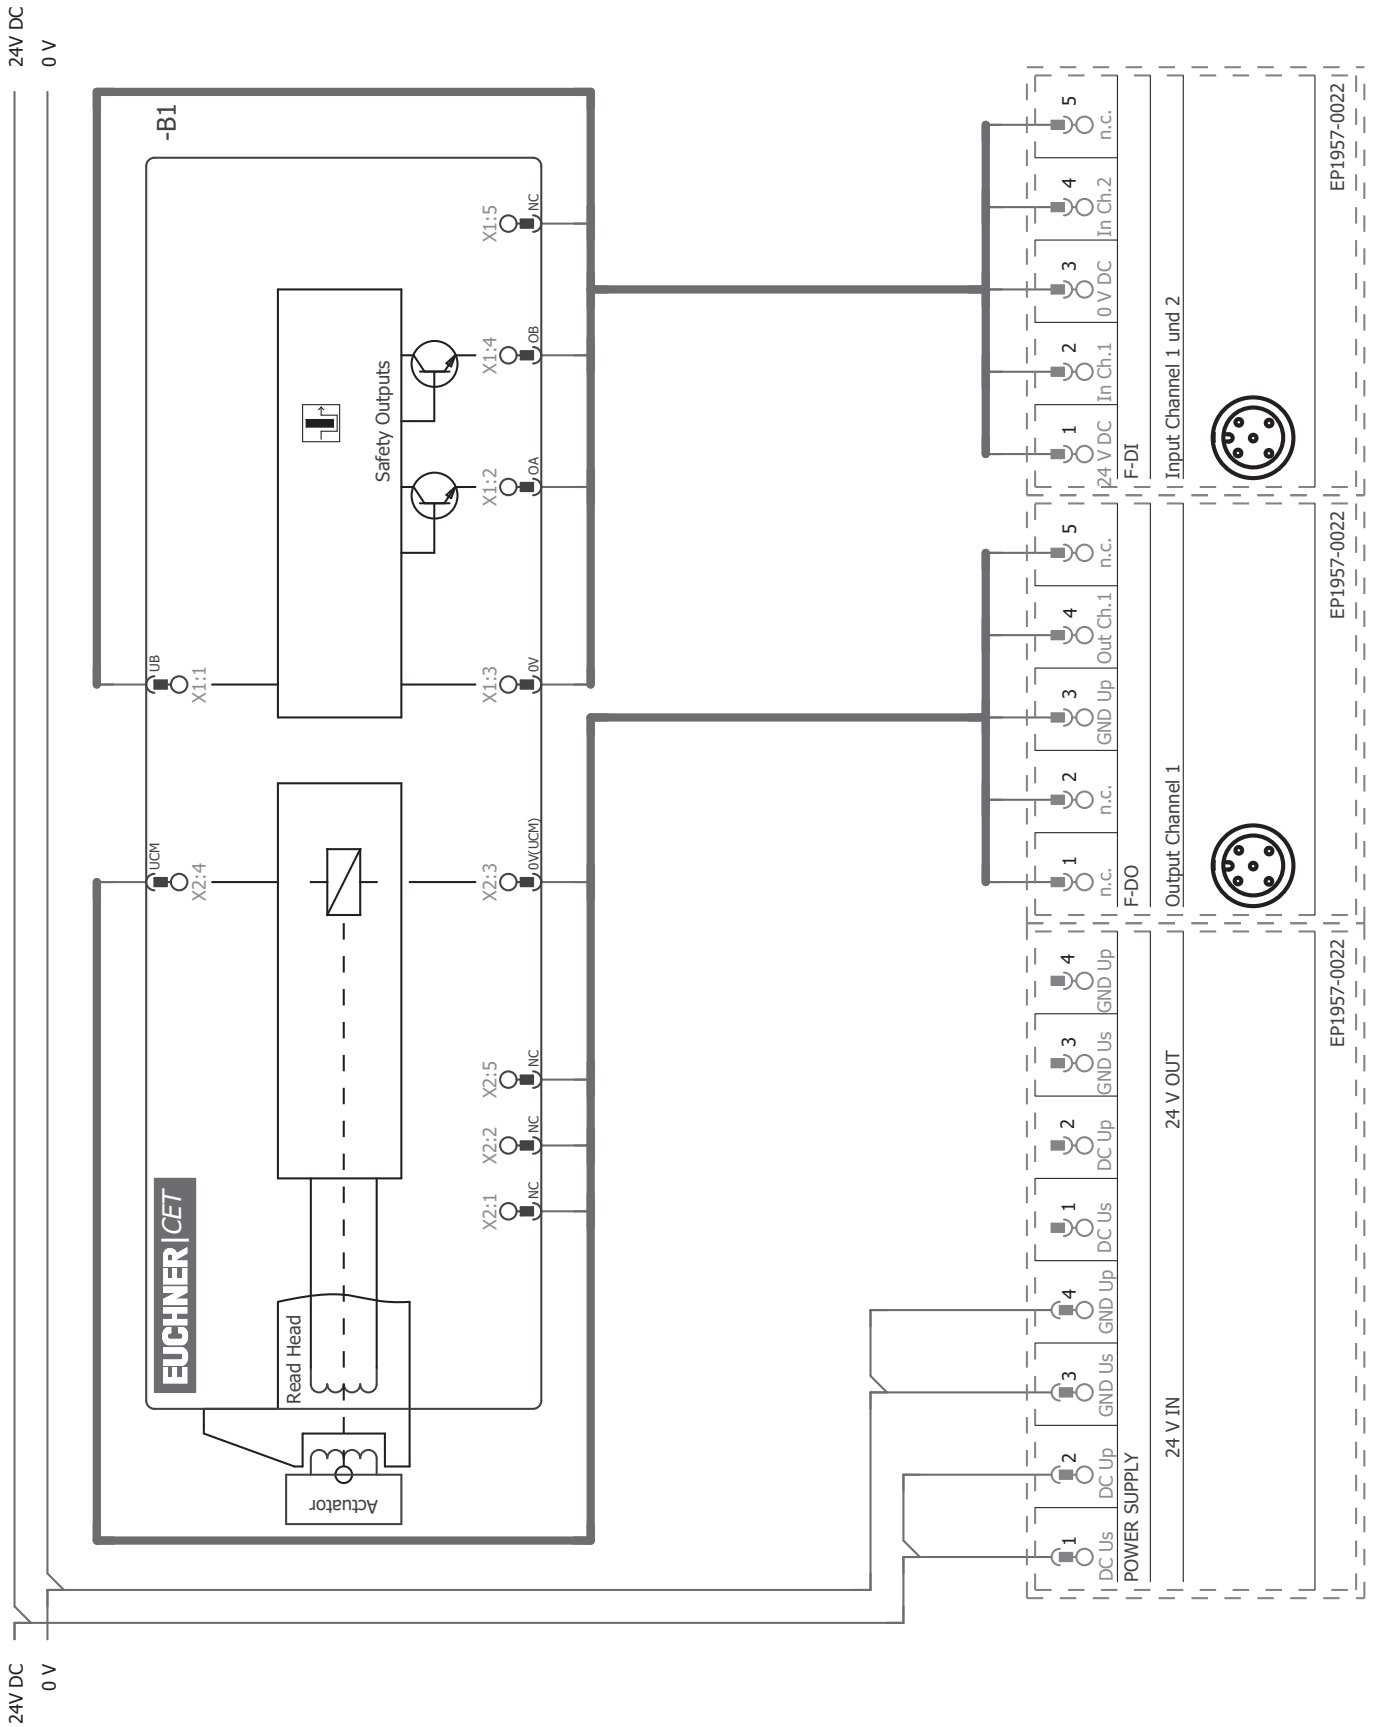 24V DC
0 V
24V DC
0 V
EUCHNER CET
-B1
UCM
X2:4
UB
X1:1
Actuator
Read Head
Safety Outputs
X2:1
NC
X2:2
NC
X2:5
NC
X2:3
0V(UCM)
X1:3
0V
X1:2
OA
X1:4
OB
X1:5
NC
1
DC Us
2
DC Up
3
GND Us
4
GND Up
1
DC Us
2
DC Up
3
GND Us
4
GND Up
POWER SUPPLY
24 V IN
24 V OUT
EP1957-0022
1
n.c.
2
n.c.
3
GND Up
4
Out Ch.1
5
n.c.
F-DO
Output Channel 1
EP1957-0022
1
24 V DC
2
In Ch.1
3
0 V DC
4
In Ch.2
5
n.c.
F-DI
Input Channel 1 und 2
EP1957-0022